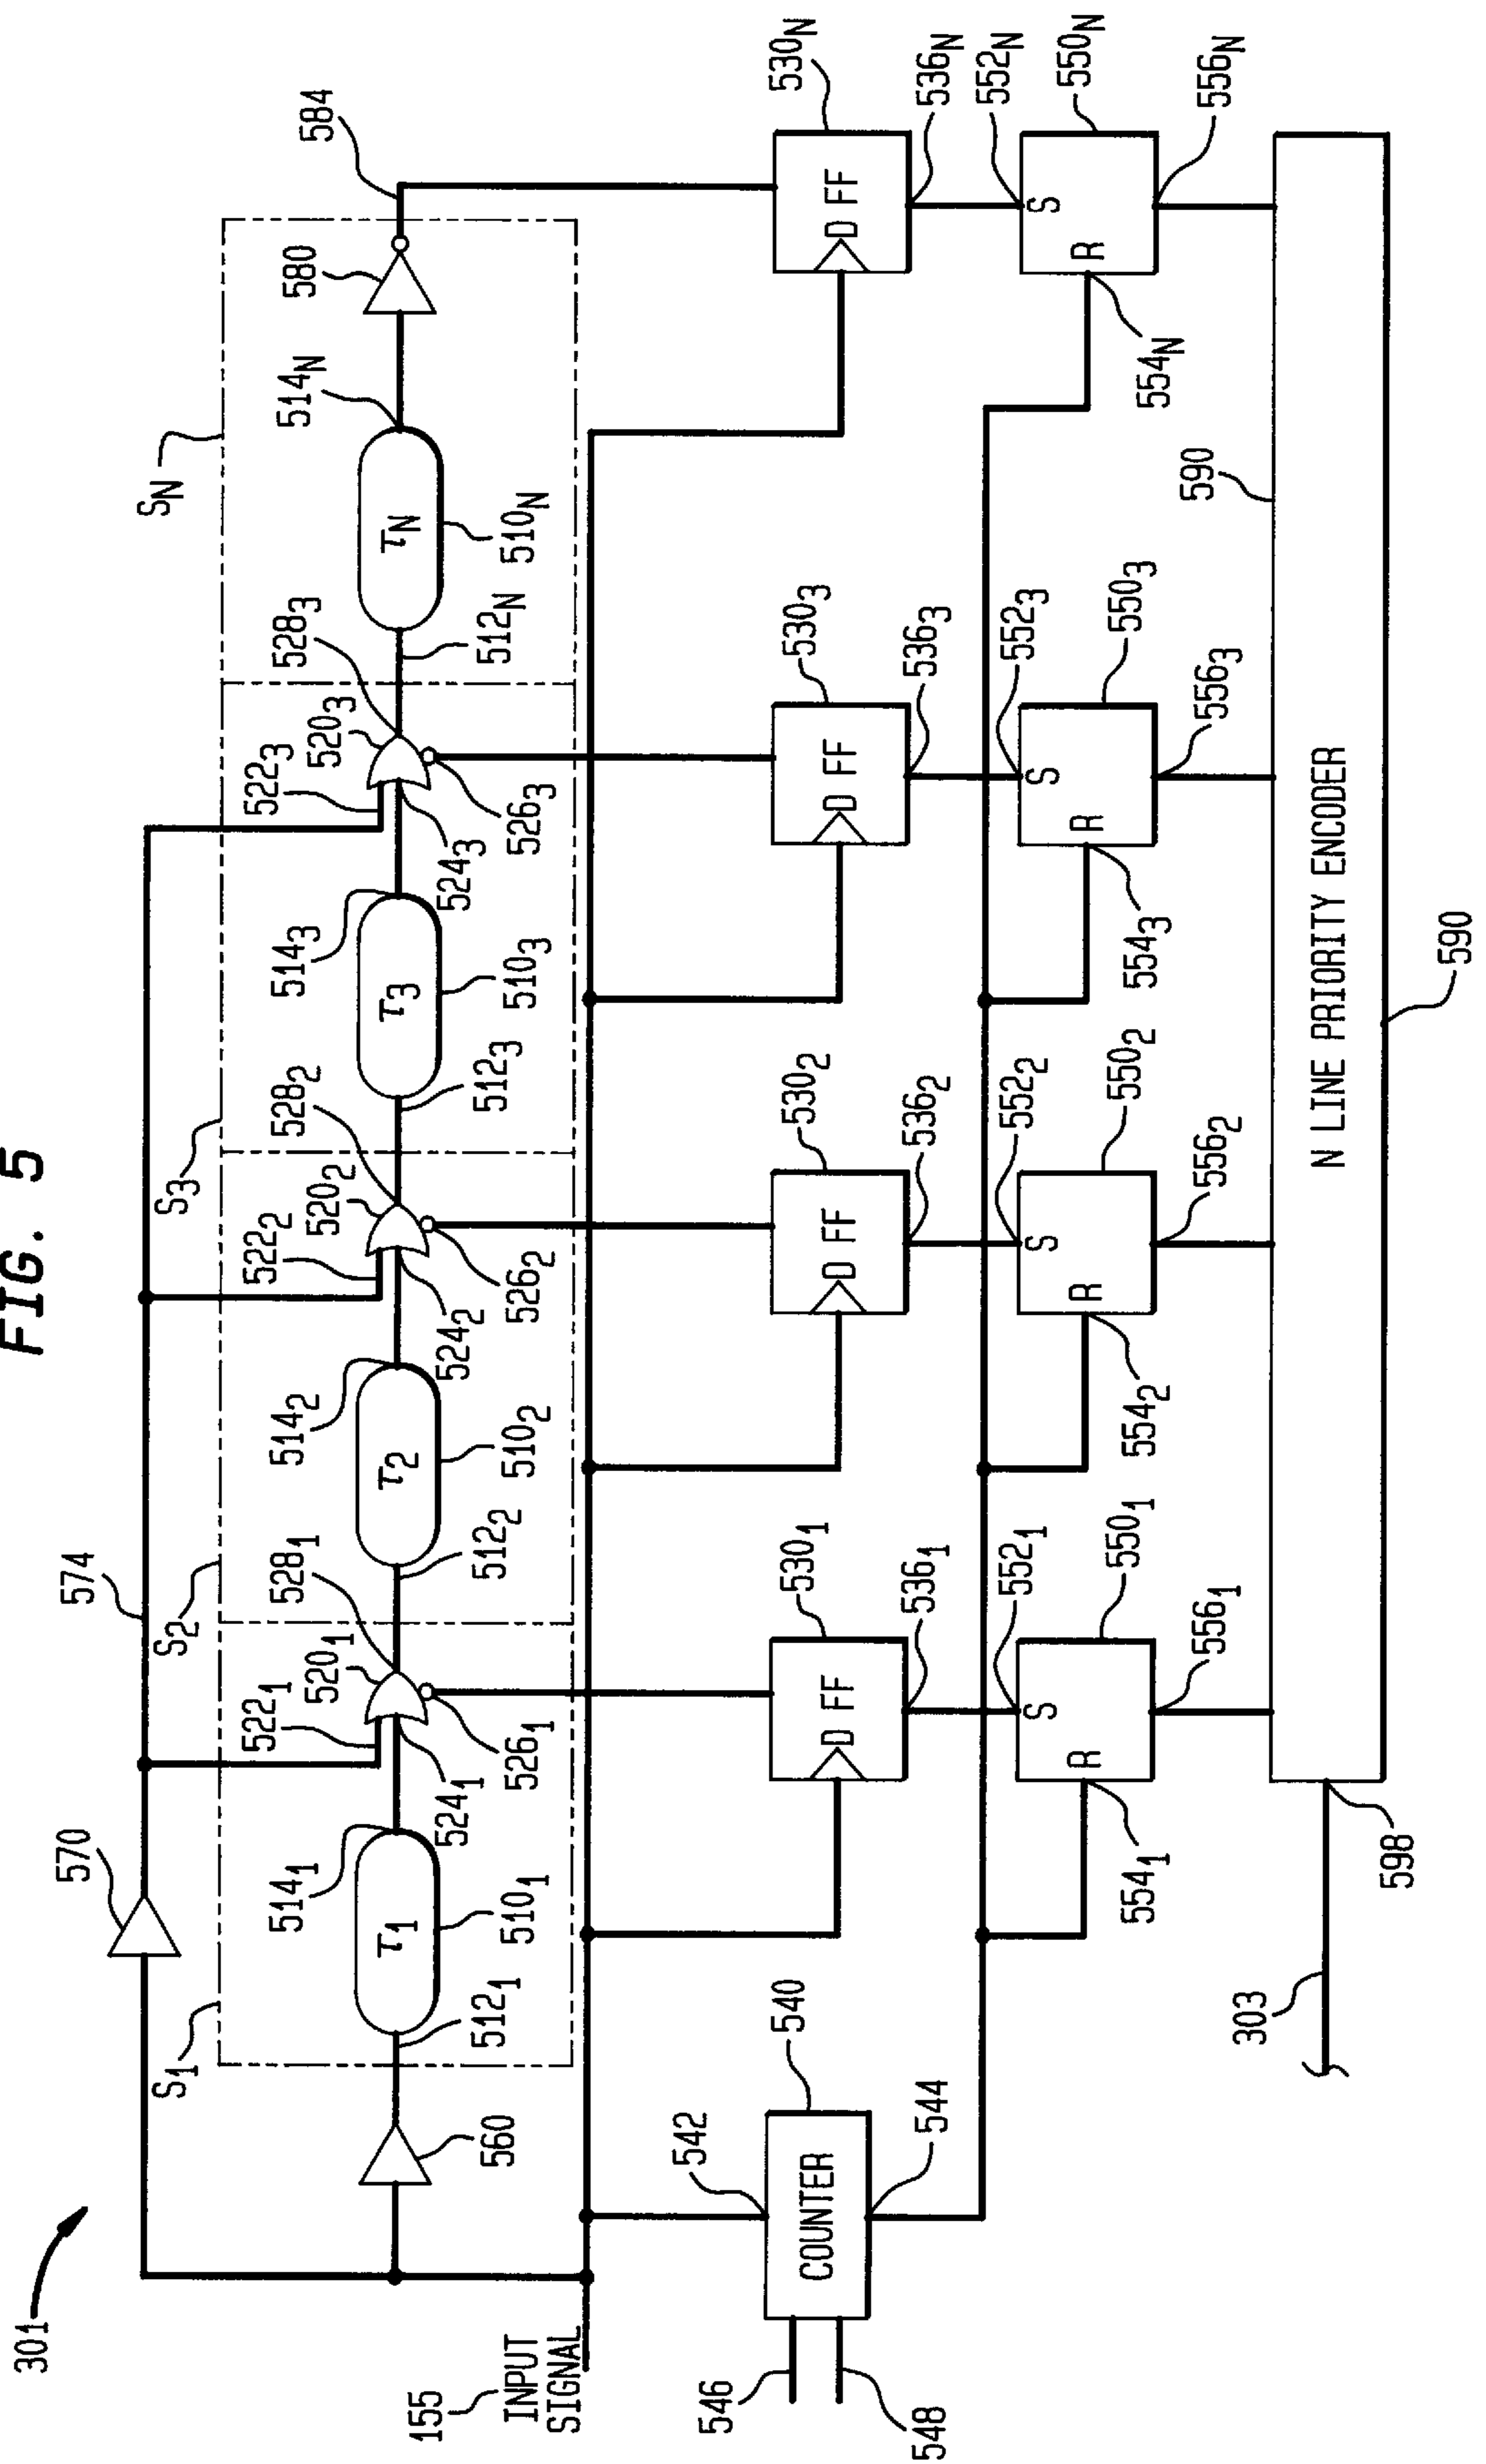 FIG. 5
301
570
574
S1
S2
S3
SN
522₁
520₁
528₁
522₂
520₂
528₂
522₃
520₃
528₃
514₁
514₂
514₃
514N
580
584
τ1
τ2
τ3
τN
560
512₁
510₁
524₁
526₁
512₂
510₂
524₂
526₂
512₃
510₃
524₃
526₃
512N
510N
155
INPUT
SIGNAL
542
540
COUNTER
546
548
544
530₁
D FF
536₁
530₂
D FF
536₂
530₃
D FF
536₃
530N
D FF
536N
552₁
S
R
550₁
554₁
556₁
552₂
S
R
550₂
554₂
556₂
552₃
S
R
550₃
554₃
556₃
552N
S
R
550N
554N
556N
590
303
598
N LINE PRIORITY ENCODER
590